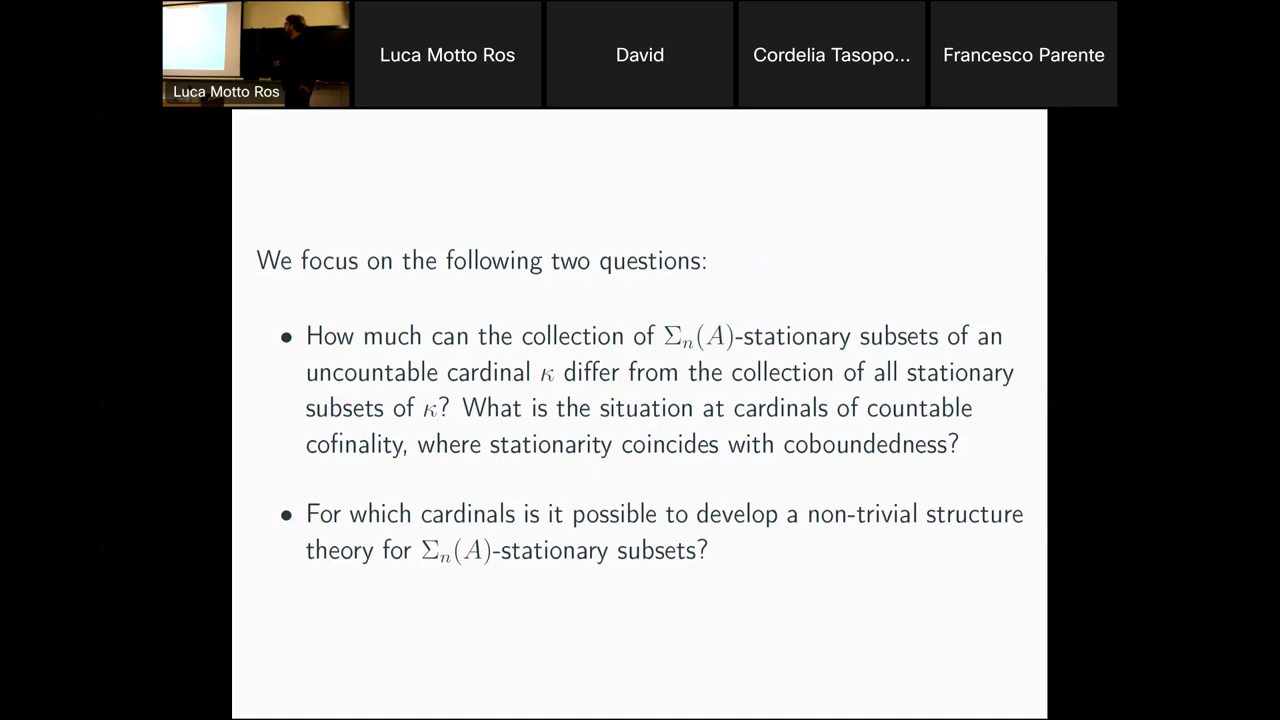 Luca Motto Ros
Luca Motto Ros
David
Cordelia Tasopo...
Francesco Parente
We focus on the following two questions:
• How much can the collection of Σₙ(A)-stationary subsets of an
uncountable cardinal κ differ from the collection of all stationary
subsets of κ? What is the situation at cardinals of countable
cofinality, where stationarity coincides with coboundedness?
• For which cardinals is it possible to develop a non-trivial structure
theory for Σₙ(A)-stationary subsets?